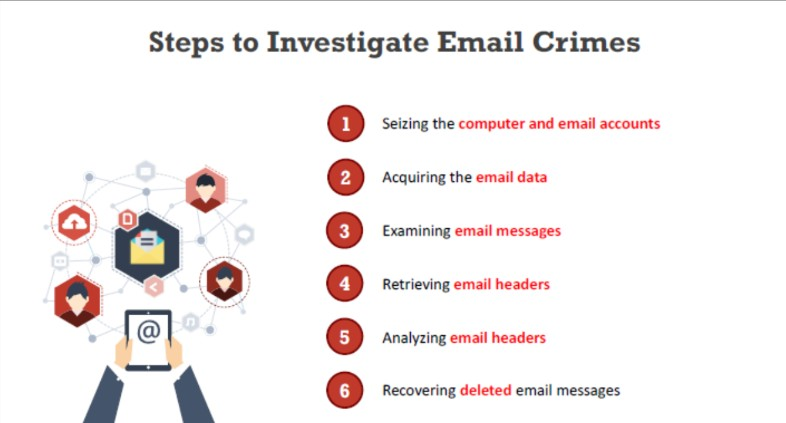 Steps to Investigate Email Crimes
1 Seizing the computer and email accounts
2 Acquiring the email data
3 Examining email messages
4 Retrieving email headers
5 Analyzing email headers
6 Recovering deleted email messages
@